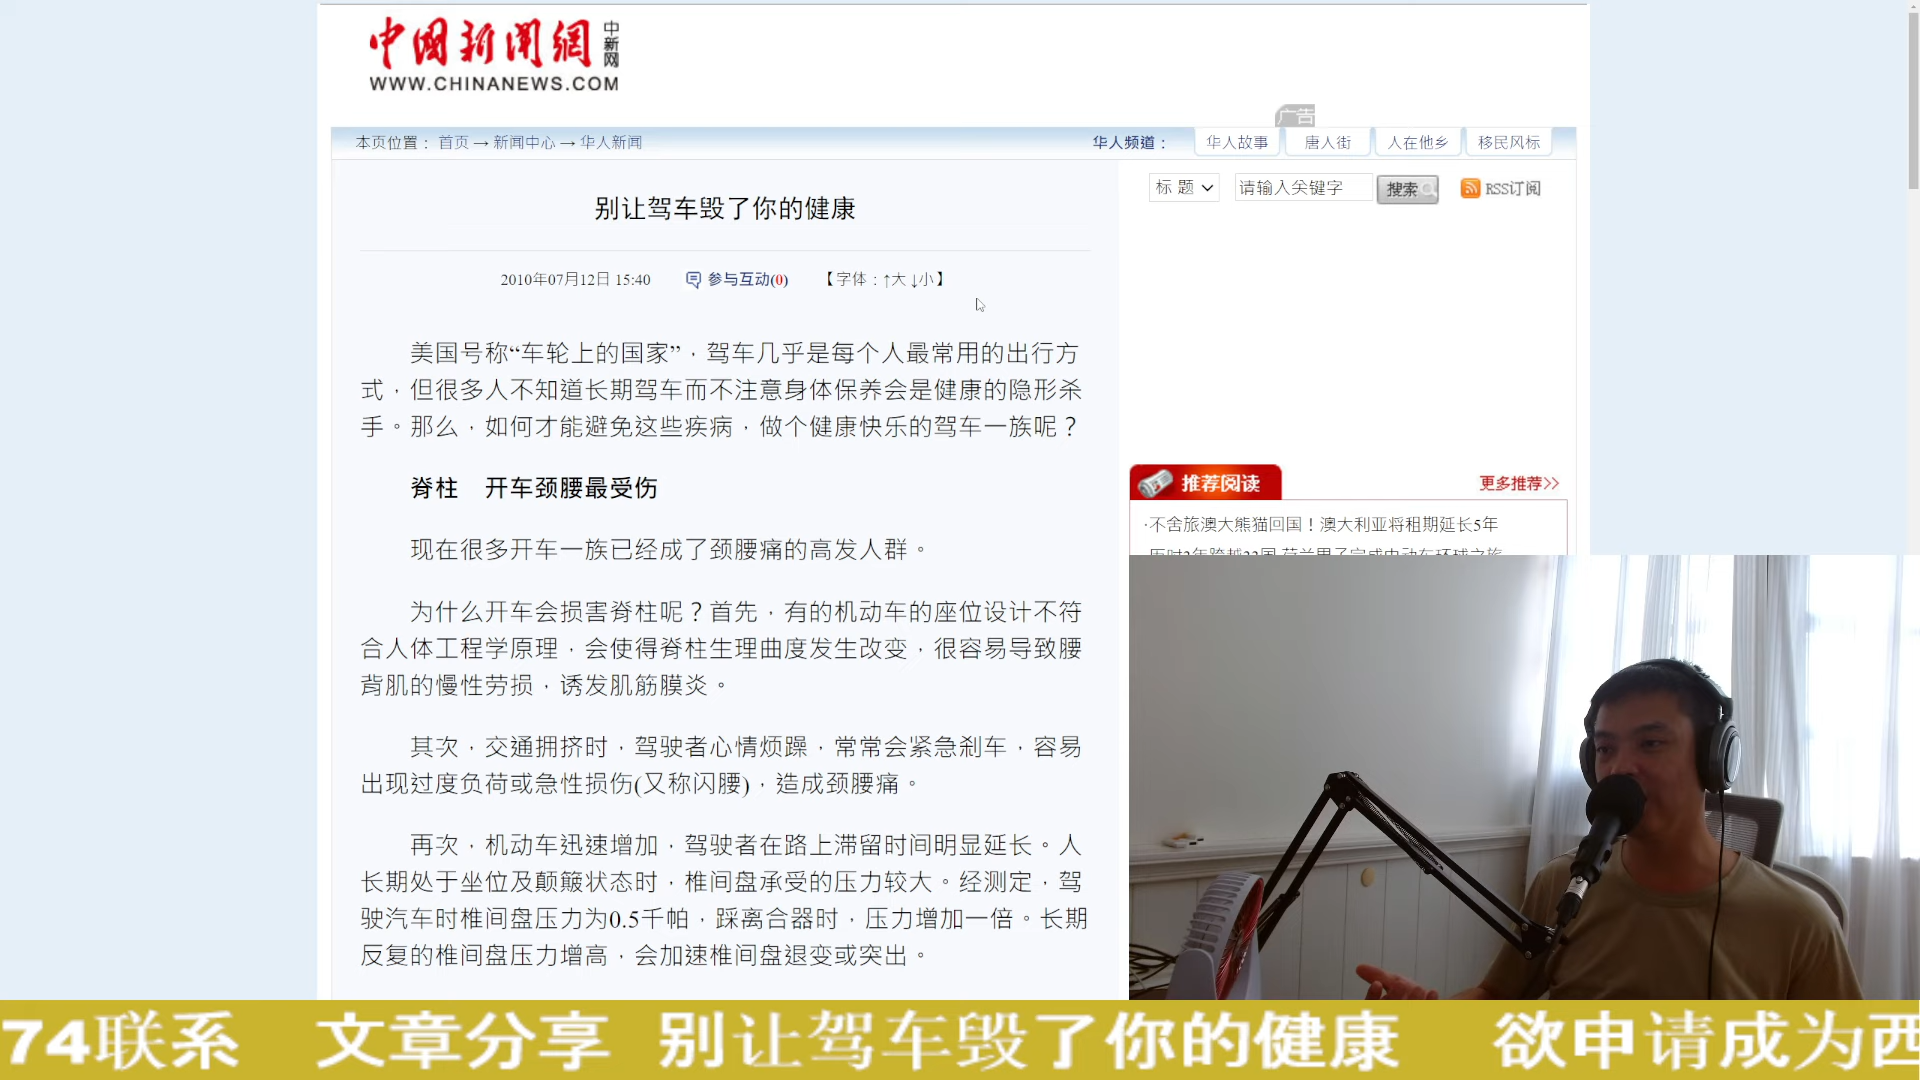 中國新聞網 中新网
WWW.CHINANEWS.COM
广告
本页位置： 首页→新闻中心→华人新闻
华人频道： 华人故事 唐人街 人在他乡 移民风标
标 题 请输入关键字 搜索 RSS订阅
别让驾车毁了你的健康
2010年07月12日 15:40 参与互动(0) 【字体：↑大 ↓小】
美国号称“车轮上的国家”，驾车几乎是每个人最常用的出行方
式，但很多人不知道长期驾车而不注意身体保养会是健康的隐形杀
手。那么，如何才能避免这些疾病，做个健康快乐的驾车一族呢？
脊柱　开车颈腰最受伤
现在很多开车一族已经成了颈腰痛的高发人群。
为什么开车会损害脊柱呢？首先，有的机动车的座位设计不符
合人体工程学原理，会使得脊柱生理曲度发生改变，很容易导致腰
背肌的慢性劳损，诱发肌筋膜炎。
其次，交通拥挤时，驾驶者心情烦躁，常常会紧急刹车，容易
出现过度负荷或急性损伤(又称闪腰)，造成颈腰痛。
再次，机动车迅速增加，驾驶者在路上滞留时间明显延长。人
长期处于坐位及颠簸状态时，椎间盘承受的压力较大。经测定，驾
驶汽车时椎间盘压力为0.5千帕，踩离合器时，压力增加一倍。长期
反复的椎间盘压力增高，会加速椎间盘退变或突出。
推荐阅读 更多推荐>>
·不舍旅澳大熊猫回国！澳大利亚将租期延长5年
74联系 文章分享 别让驾车毁了你的健康 欲申请成为西